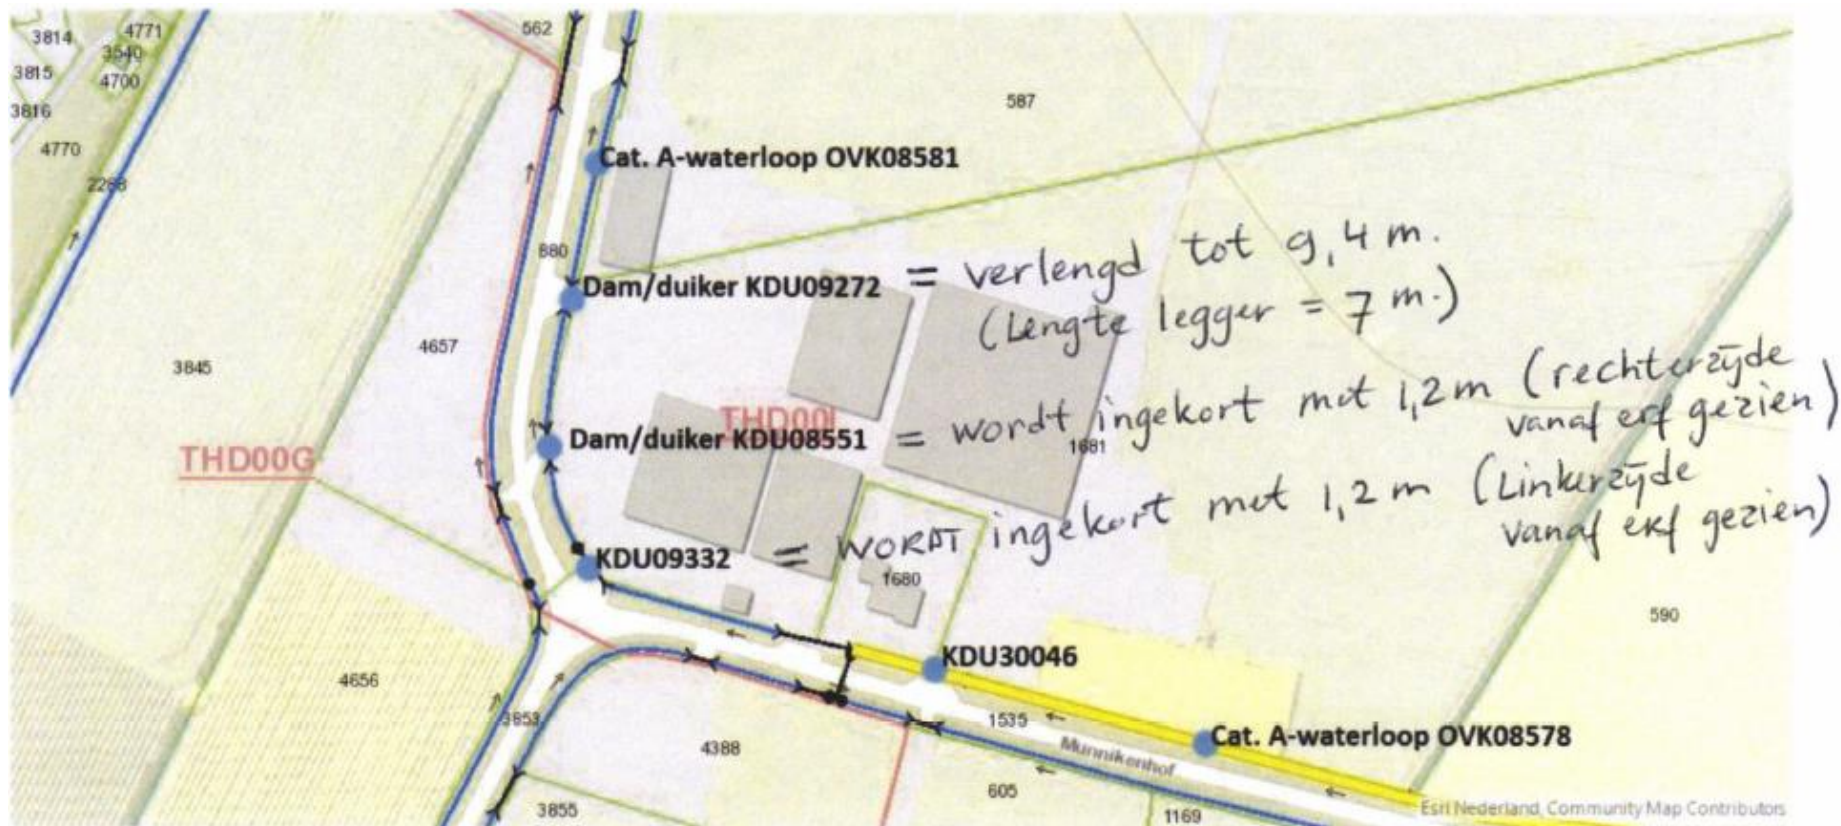 562
4771
3814
3540
3815
4700
3816
4770
2268
587
Cat. A-waterloop OVK08581
880
Dam/duiker KDU09272 = verlengd tot 9,4 m.
(Lengte legger = 7 m.)
4657
3845
THD00I
Dam/duiker KDU08551 = wordt ingekort met 1,2 m (rechterzijde
vanaf erf gezien)
1681
THD00G
KDU09332 = WORDT ingekort met 1,2 m (Linkerzijde
vanaf erf gezien)
1680
590
KDU30046
4656
3853
1535
4388
Munnikenhof
Cat. A-waterloop OVK08578
605
3855
1169
Esri Nederland, Community Map Contributors